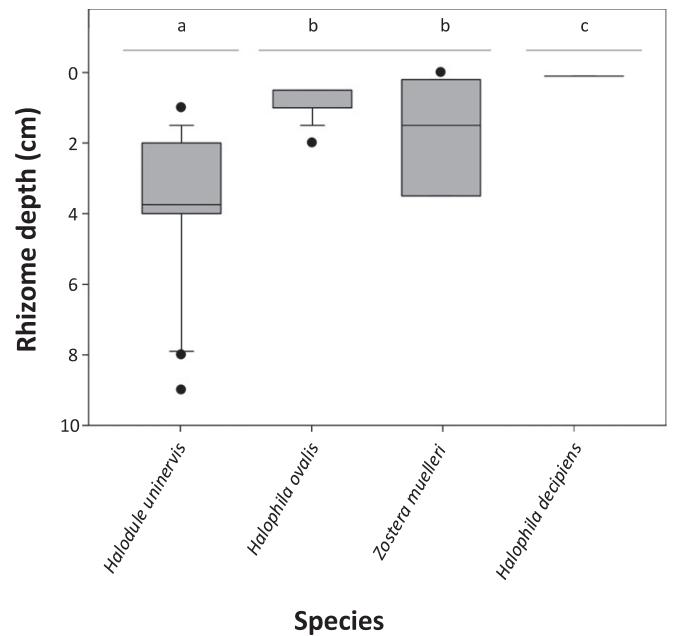 a b b c
0
2
4
6
8
10
Rhizome depth (cm)
Halodule uninervis
Halophila ovalis
Zostera muelleri
Halophila decipiens
Species